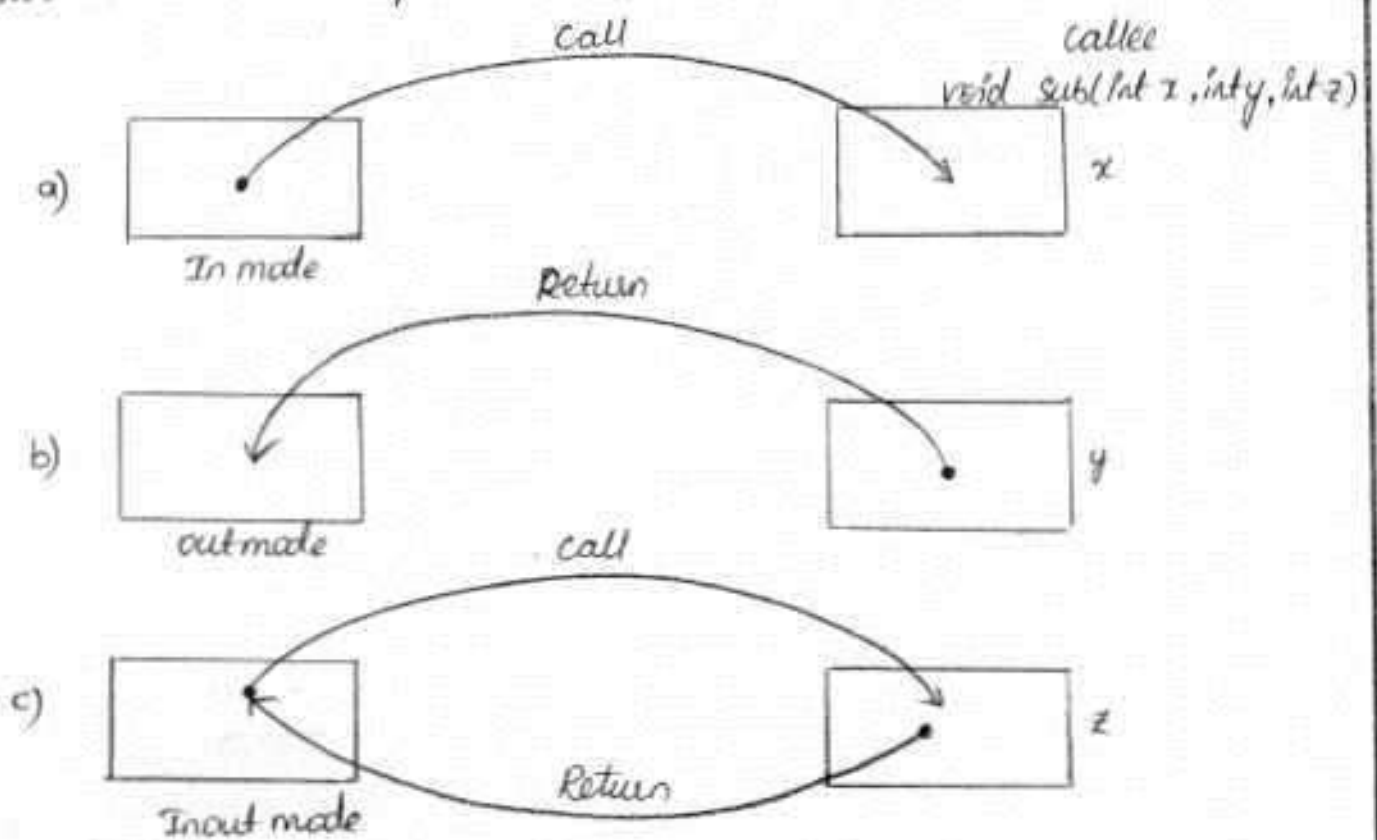 Call
callee
void sub(int x, int y, int z)
a)
x
In mode
Return
b)
y
outmode
call
c)
z
Return
Inout mode